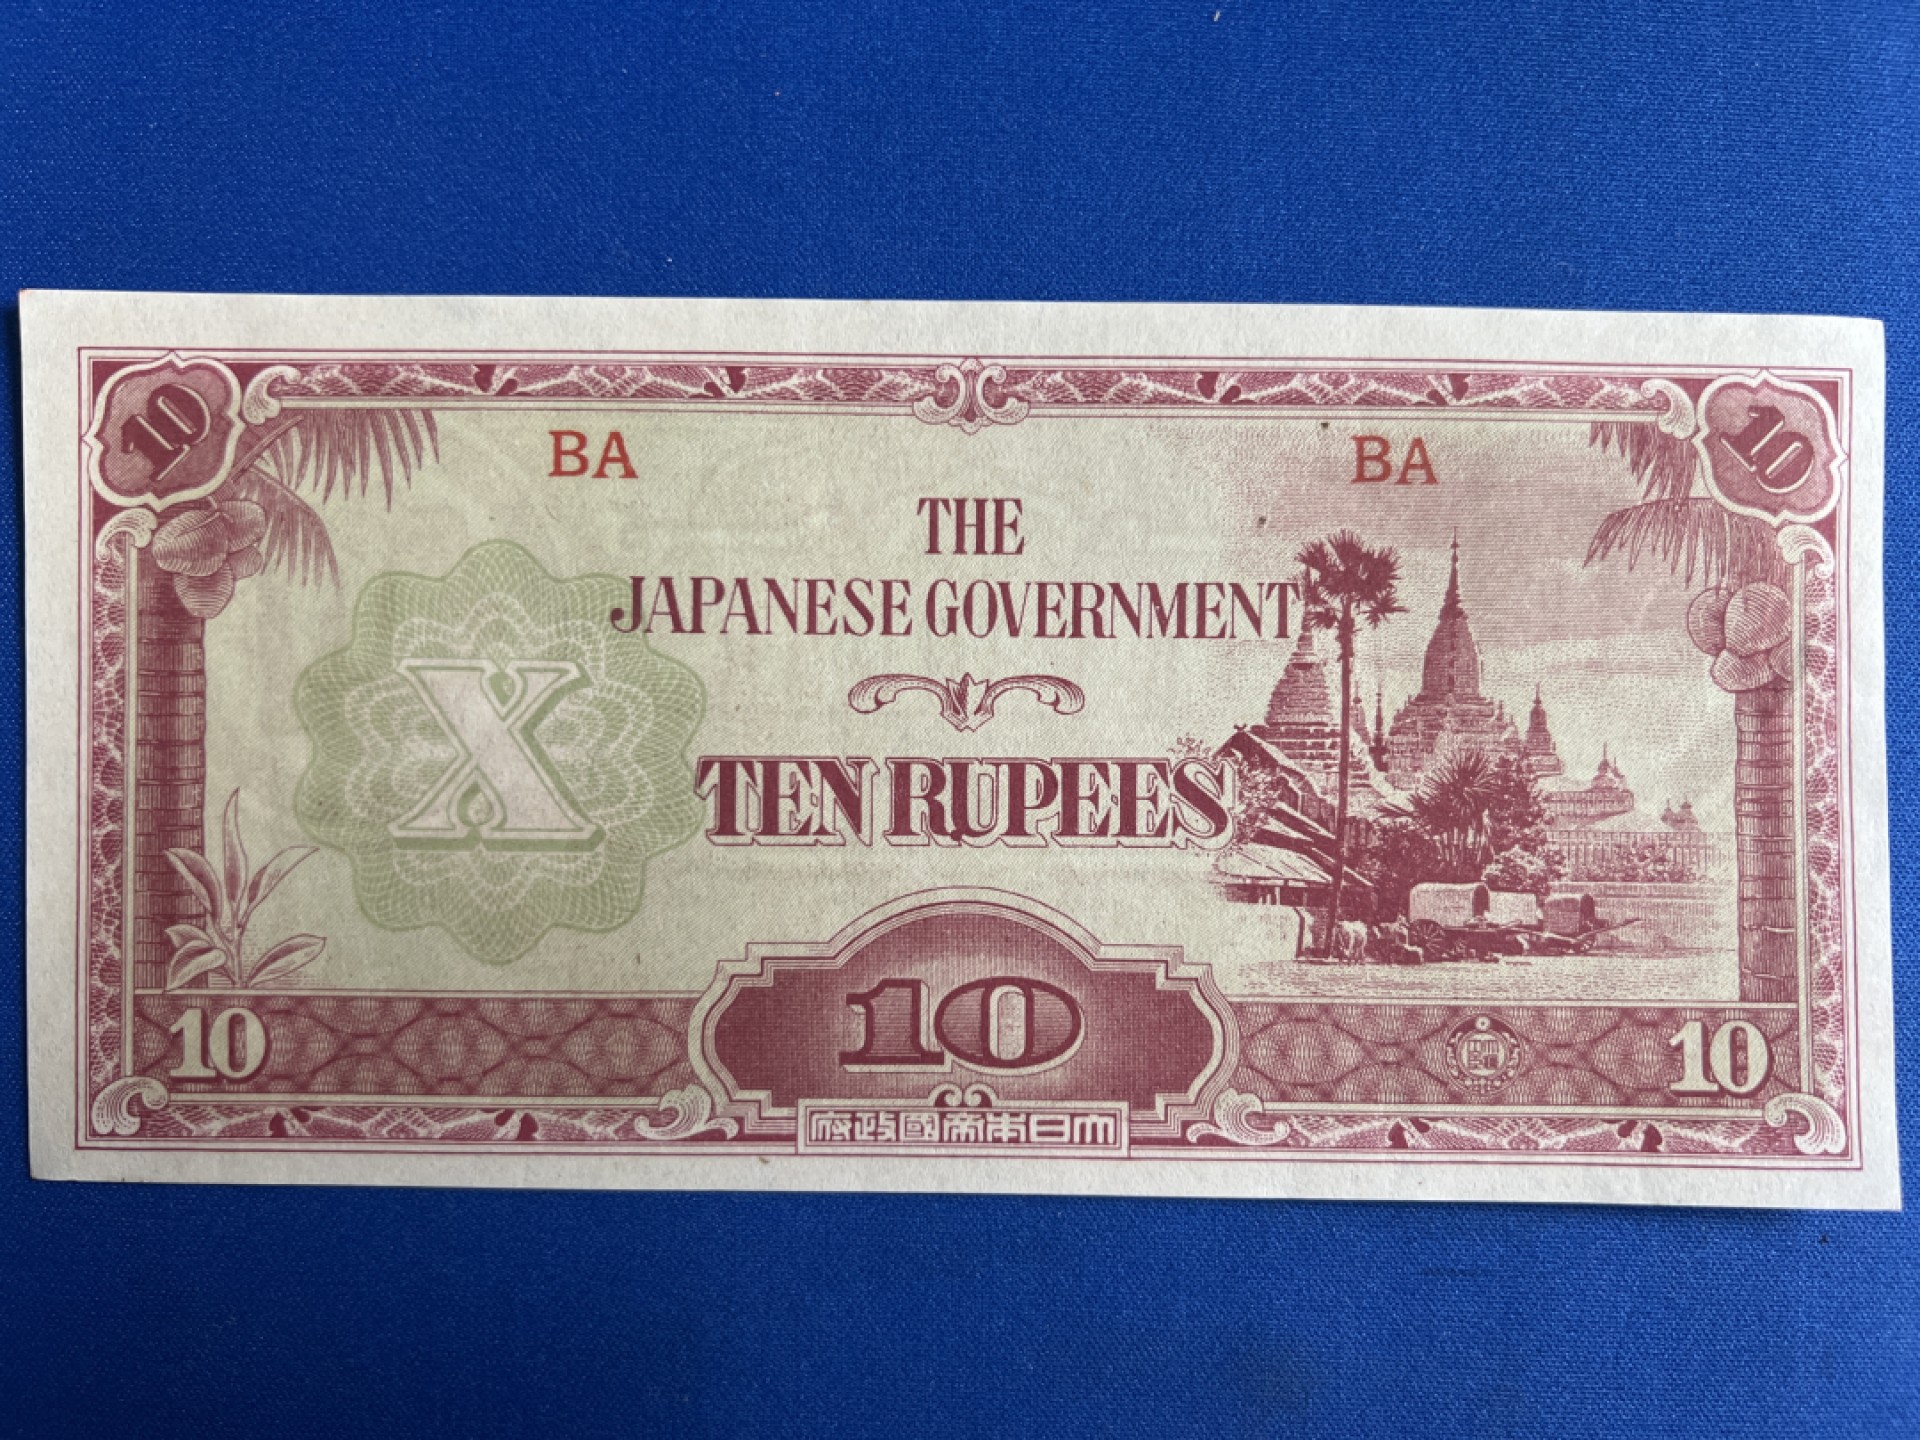 10 10
BA BA
THE
JAPANESE GOVERNMENT
X
TEN RUPEES
10
10 10
府政國帝本日大